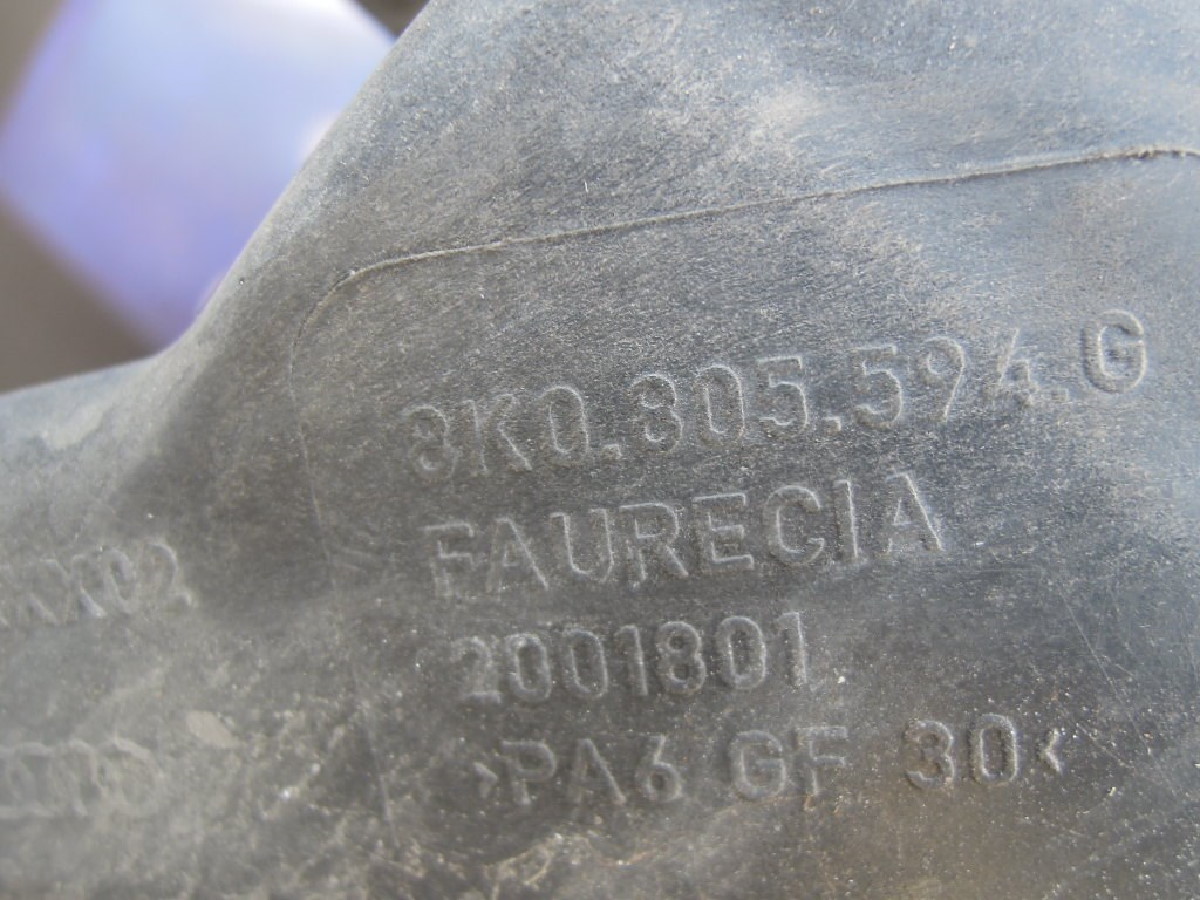 8K0.805.594.G
FAURECIA
2001801
>PA6 GF 30<